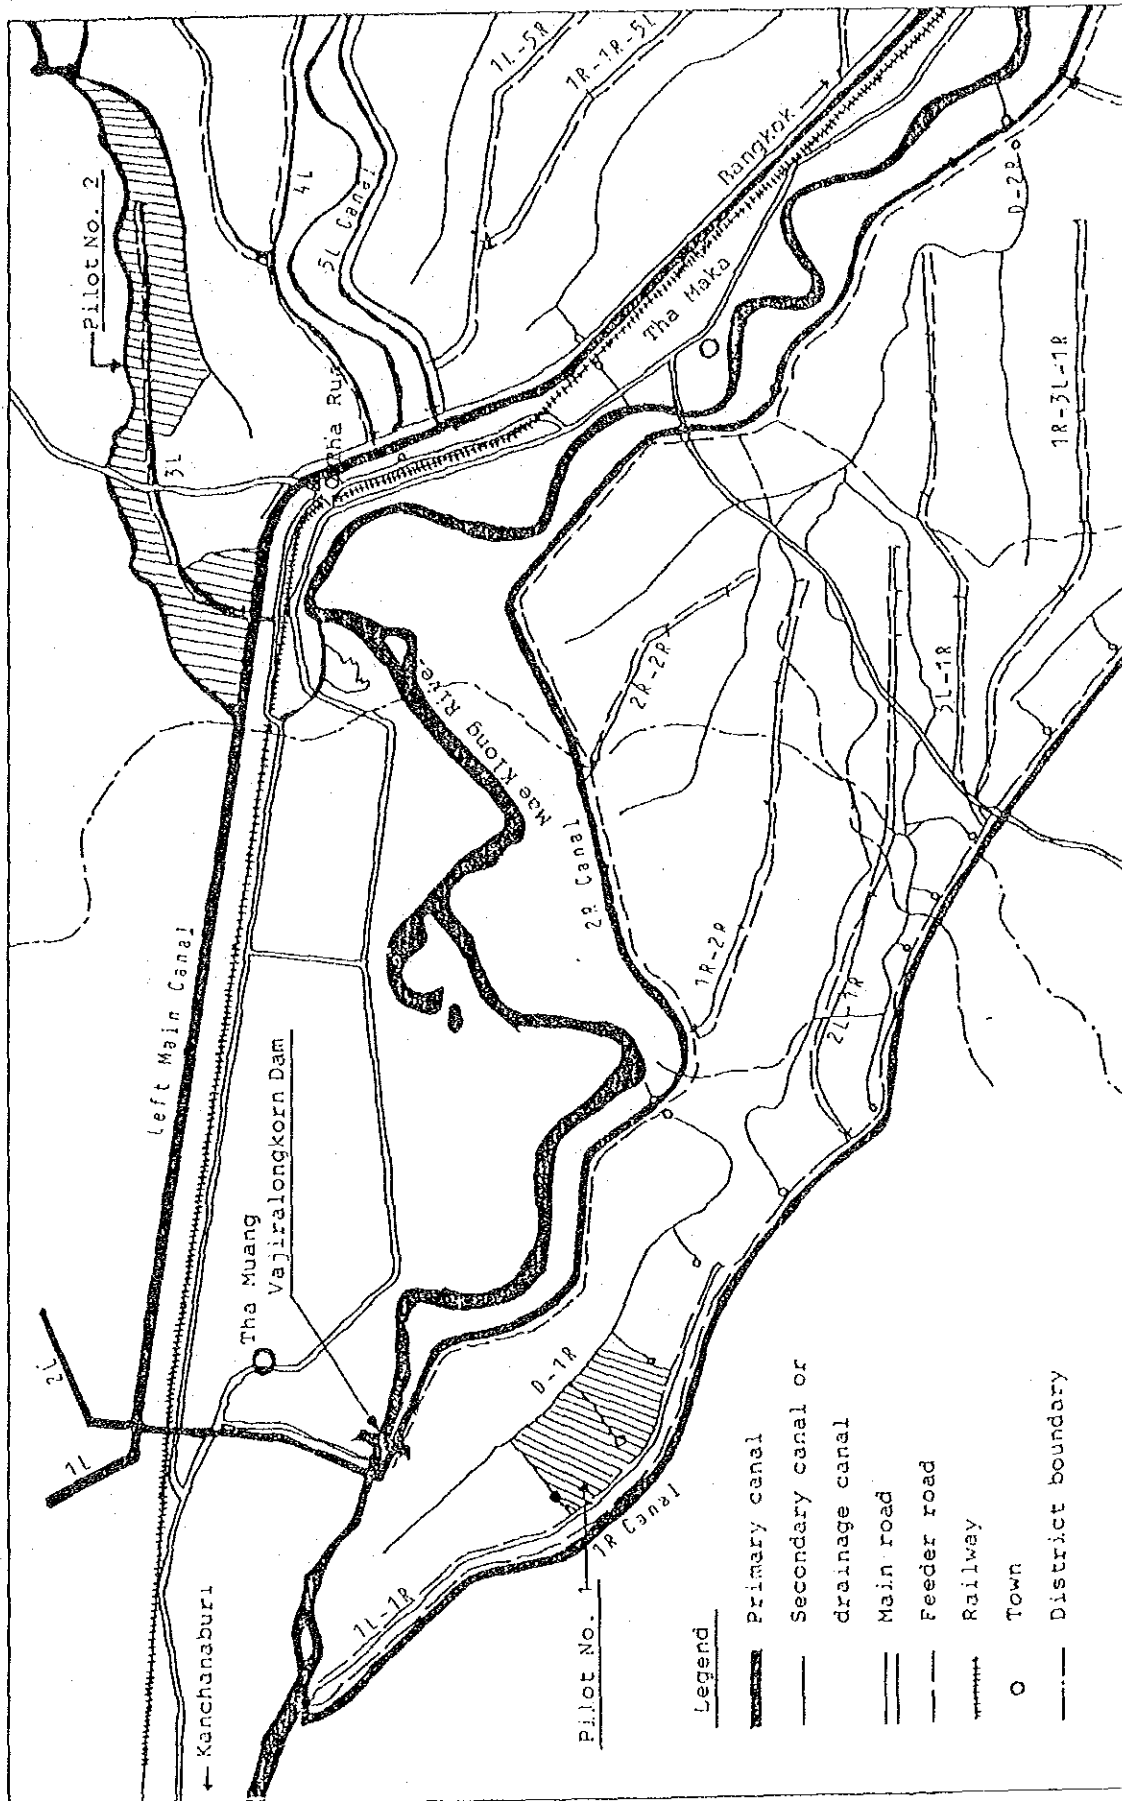 ← Kanchanaburi
1L
2L
Tha Muang
Vajiralongkorn Dam
Left Main Canal
Pilot No. 2
3L
4L
5L Canal
1L-5R
1R-1R-5L
Bangkok →
Tha Maka
Tha Rua
Mae Klong River
2R Canal
2R-2R
1R-2R
D-2R
1R-3L-1R
3L-1R
2L-1R
D-1R
1L-1R
1R Canal
Pilot No. 1
Legend
Primary canal
Secondary canal or
drainage canal
Main road
Feeder road
Railway
Town
District boundary